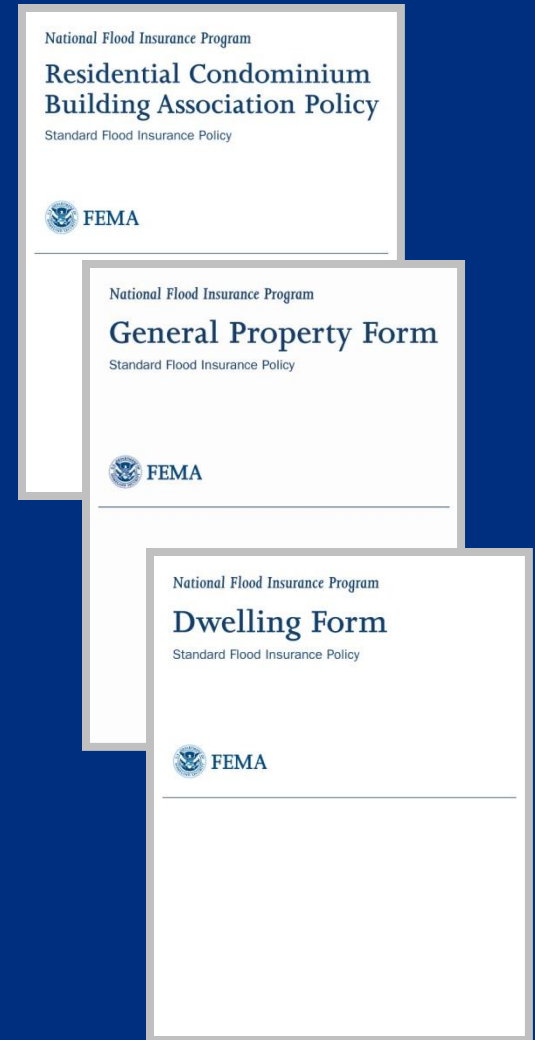 National Flood Insurance Program
Residential Condominium
Building Association Policy
Standard Flood Insurance Policy
FEMA
National Flood Insurance Program
General Property Form
Standard Flood Insurance Policy
FEMA
National Flood Insurance Program
Dwelling Form
Standard Flood Insurance Policy
FEMA